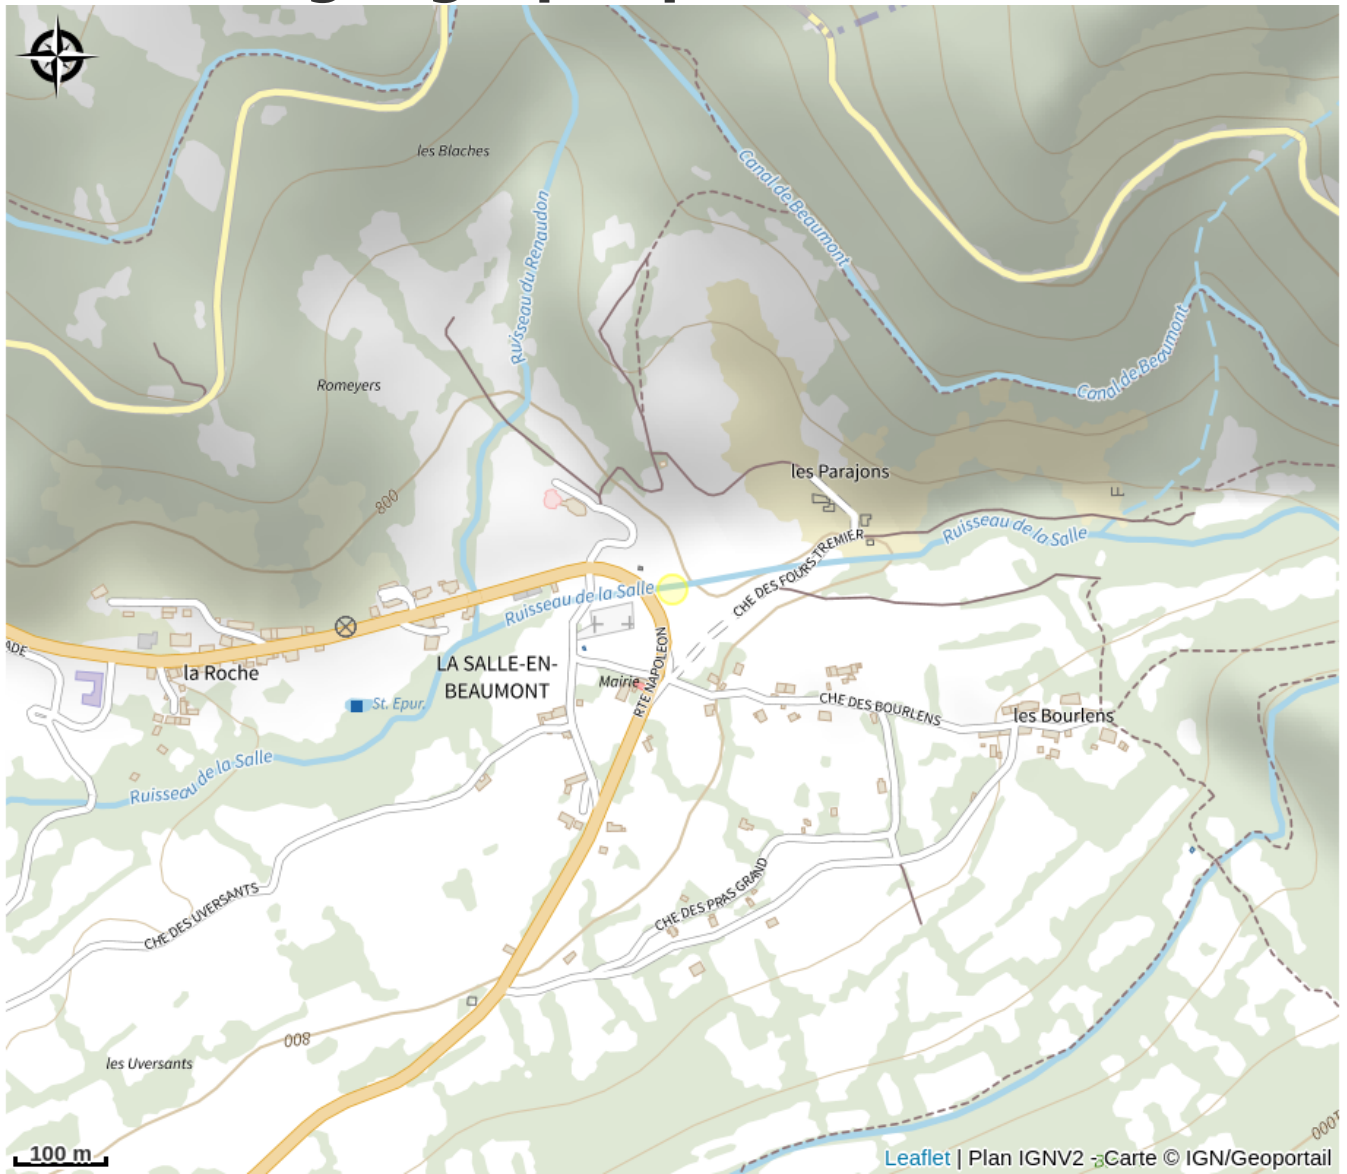 les Blaches
Canal de Beaumont
Ruisseau du Renaudon
Canal de Beaumont
Romeyers
les Parajons
800
Ruisseau de la Salle
CHE DES FOURS TREMIER
Ruisseau de la Salle
ADE
la Roche
LA SALLE-EN-
BEAUMONT
Mairie
RTE NAPOLEON
St. Epur.
CHE DES BOURLENS
les Bourlens
Ruisseau de la Salle
CHE DES UVERSANTS
CHE DES PRAS GRAND
800
les Uversants
1000
100 m
Leaflet | Plan IGNV2 - Carte © IGN/Geoportail